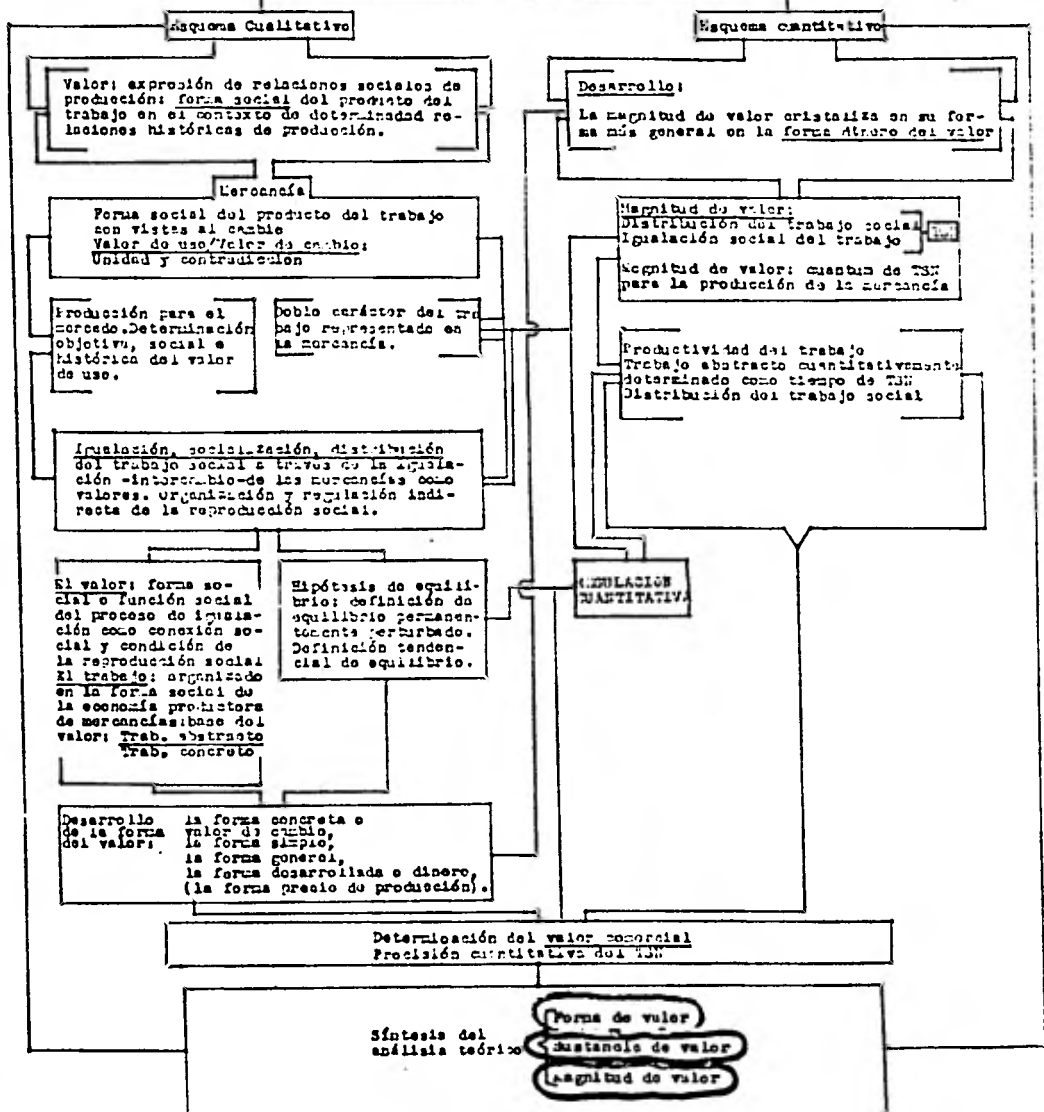 Esquema Cualitativo
Valor: expresión de relaciones sociales de
producción: forma social del producto del
trabajo en el contexto de determinadas re-
laciones históricas de producción.
Mercancía
Forma social del producto del trabajo
con vistas al cambio
Valor de uso/Valor de cambio:
Unidad y contradicción
Producción para el
mercado.Determinación
objetiva, social e
histórica del valor
de uso.
Doble carácter del tra
bajo representado en
la mercancía.
Igualación, socialización, distribución
del trabajo social a través de la iguala-
ción -intercambio-de las mercancías como
valores. Organización y regulación indi-
recta de la reproducción social.
El valor: forma so-
cial o función social
del proceso de iguala-
ción como conexión so-
cial y condición de
la reproducción social
El trabajo: organizado
en la forma social de
la economía productora
de mercancías:base del
valor: Trab. abstracto
Trab. concreto
Hipótesis de equili-
brio: definición de
equilibrio permanen-
temente perturbado.
Definición tenden-
cial de equilibrio.
Desarrollo
de la forma
del valor:
la forma concreta o
valor de cambio,
la forma simple,
la forma general,
la forma desarrollada o dinero,
(la forma precio de producción).
Esquema cuantitativo
Desarrollo:
La magnitud de valor cristaliza en su for-
ma más general en la forma dinero del valor
Magnitud de valor:
Distribución del trabajo social
Igualación social del trabajo
Magnitud de valor: cuantum de TSN
para la producción de la mercancía
Productividad del trabajo
Trabajo abstracto cuantitativamente
determinado como tiempo de TSN
Distribución del trabajo social
REGULACION
CUANTITATIVA
Determinación del valor comercial
Precisión cuantitativa del TSN
Síntesis del
análisis teórico
Forma de valor
Sustancia de valor
Magnitud de valor